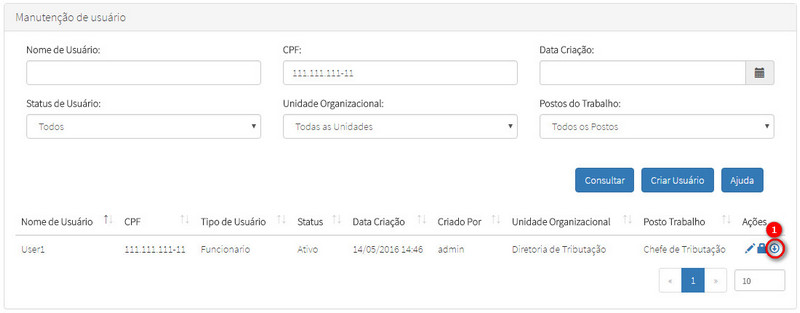 Manutenção de usuário
Nome de Usuário: CPF: Data Criação:
111.111.111-11
Status de Usuário: Unidade Organizacional: Postos do Trabalho:
Todos Todas as Unidades Todos os Postos
Consultar Criar Usuário Ajuda
Nome de Usuário CPF Tipo de Usuário Status Data Criação Criado Por Unidade Organizacional Posto Trabalho Ações
1
User1 111.111.111-11 Funcionario Ativo 14/05/2016 14:46 admin Diretoria de Tributação Chefe de Tributação
« 1 » 10